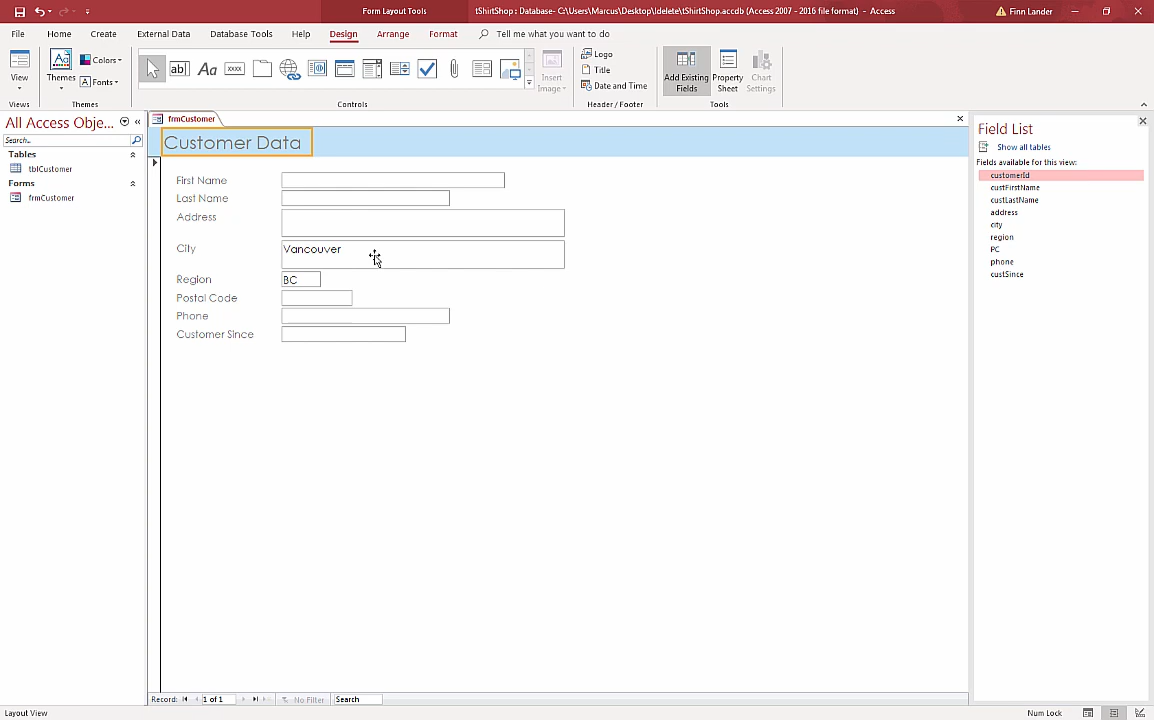 Form Layout Tools
tShirtShop : Database- C:\Users\Marcus\Desktop\!delete\tShirtShop.accdb (Access 2007 - 2016 file format) - Access
Finn Lander
File
Home
Create
External Data
Database Tools
Help
Design
Arrange
Format
Tell me what you want to do
View
Themes
Colors
Fonts
ab|
Aa
xxxx
Insert
Image
Logo
Title
Date and Time
Add Existing
Fields
Property
Sheet
Chart
Settings
Views
Themes
Controls
Header / Footer
Tools
All Access Obje...
Search...
Tables
tblCustomer
Forms
frmCustomer
frmCustomer
Customer Data
First Name
Last Name
Address
City
Vancouver
Region
BC
Postal Code
Phone
Customer Since
Field List
Show all tables
Fields available for this view:
customerId
custFirstName
custLastName
address
city
region
PC
phone
custSince
Record:
1 of 1
No Filter
Search
Layout View
Num Lock